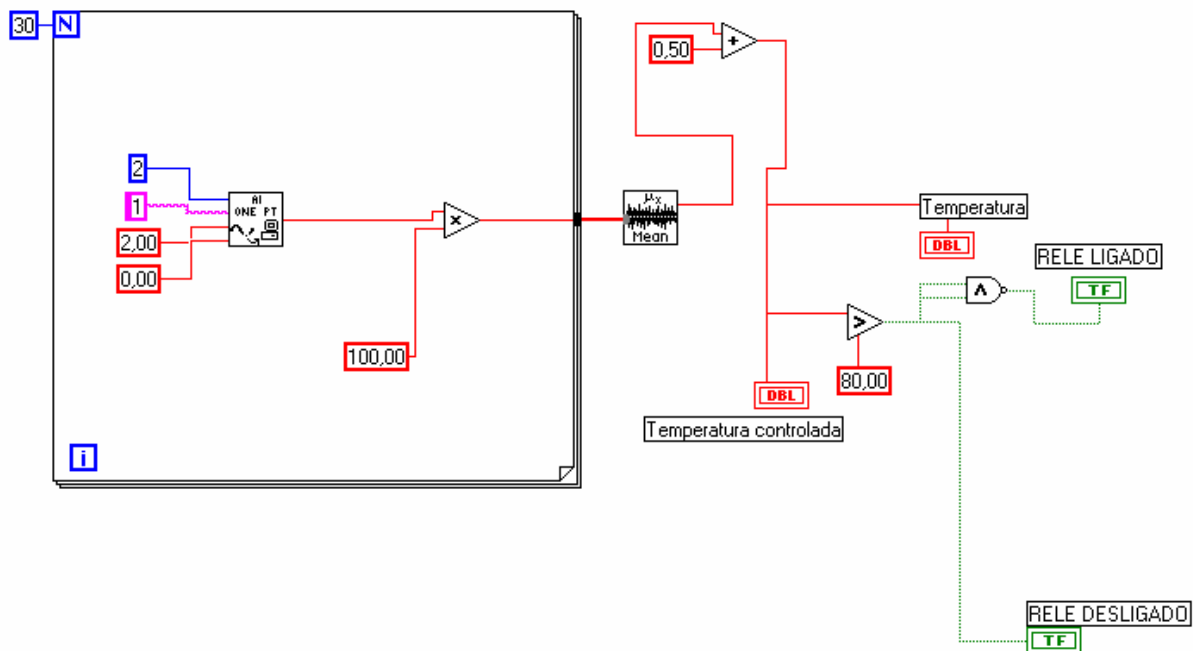 30 N
0,50
+
2
AI
ONE PT
1
2,00
0,00
×
μx
Mean
Temperatura
DBL
RELE LIGADO
TF
Λ
>
100,00
80,00
DBL
Temperatura controlada
i
RELE DESLIGADO
TF